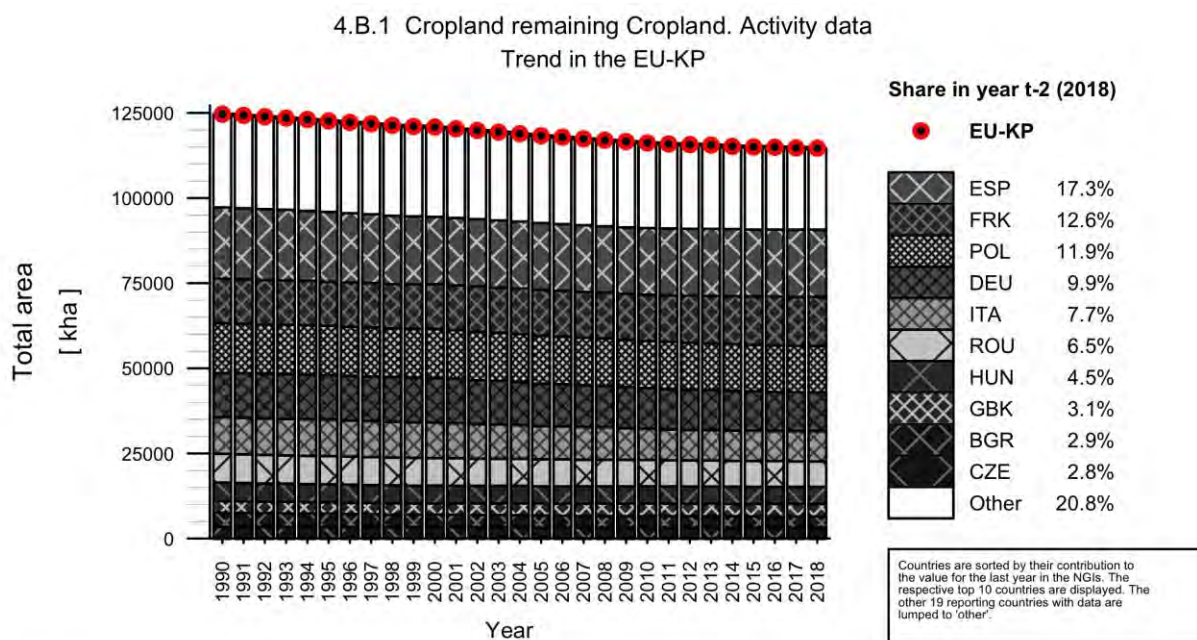 4.B.1 Cropland remaining Cropland. Activity data
Trend in the EU-KP
Total area
[ kha ]
125000
100000
75000
50000
25000
0
1990
1991
1992
1993
1994
1995
1996
1997
1998
1999
2000
2001
2002
2003
2004
2005
2006
2007
2008
2009
2010
2011
2012
2013
2014
2015
2016
2017
2018
Year
Share in year t-2 (2018)
EU-KP
ESP 17.3%
FRK 12.6%
POL 11.9%
DEU 9.9%
ITA 7.7%
ROU 6.5%
HUN 4.5%
GBK 3.1%
BGR 2.9%
CZE 2.8%
Other 20.8%
Countries are sorted by their contribution to
the value for the last year in the NGIs. The
respective top 10 countries are displayed. The
other 19 reporting countries with data are
lumped to 'other'.